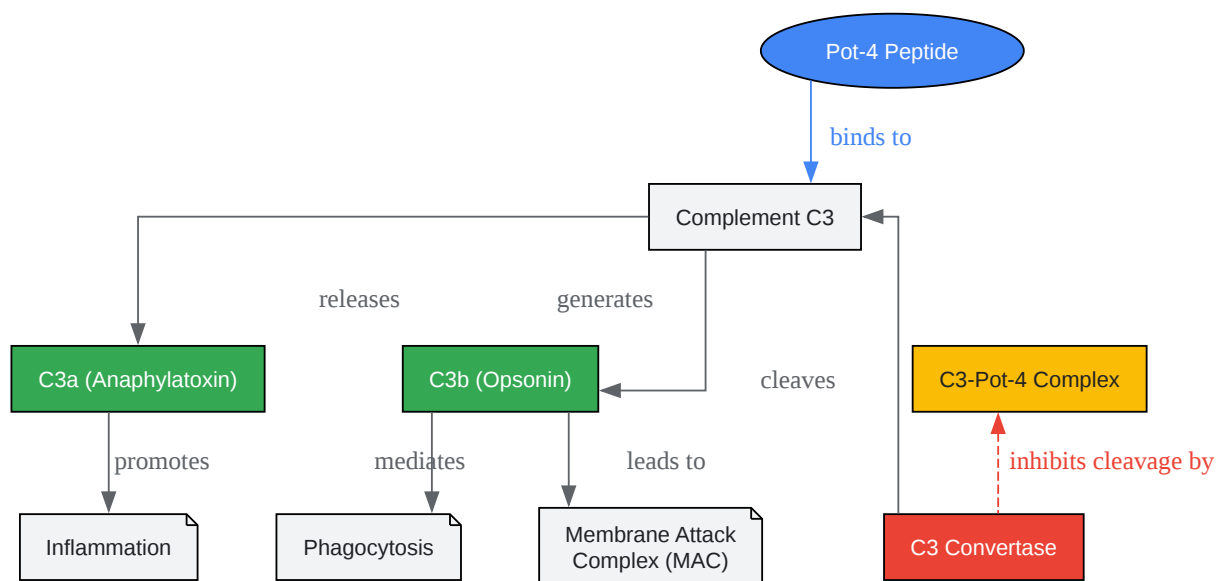 Pot-4 Peptide
binds to
Complement C3
releases
generates
C3a (Anaphylatoxin)
C3b (Opsonin)
cleaves
C3-Pot-4 Complex
promotes
mediates
leads to
inhibits cleavage by
Inflammation
Phagocytosis
Membrane Attack
Complex (MAC)
C3 Convertase